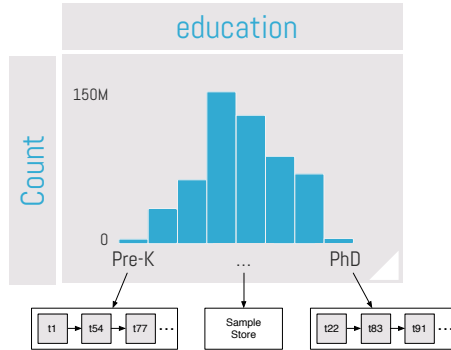 education
Count
150M
0
Pre-K ... PhD
t1 t54 t77 ...
Sample
Store
t22 t83 t91 ...